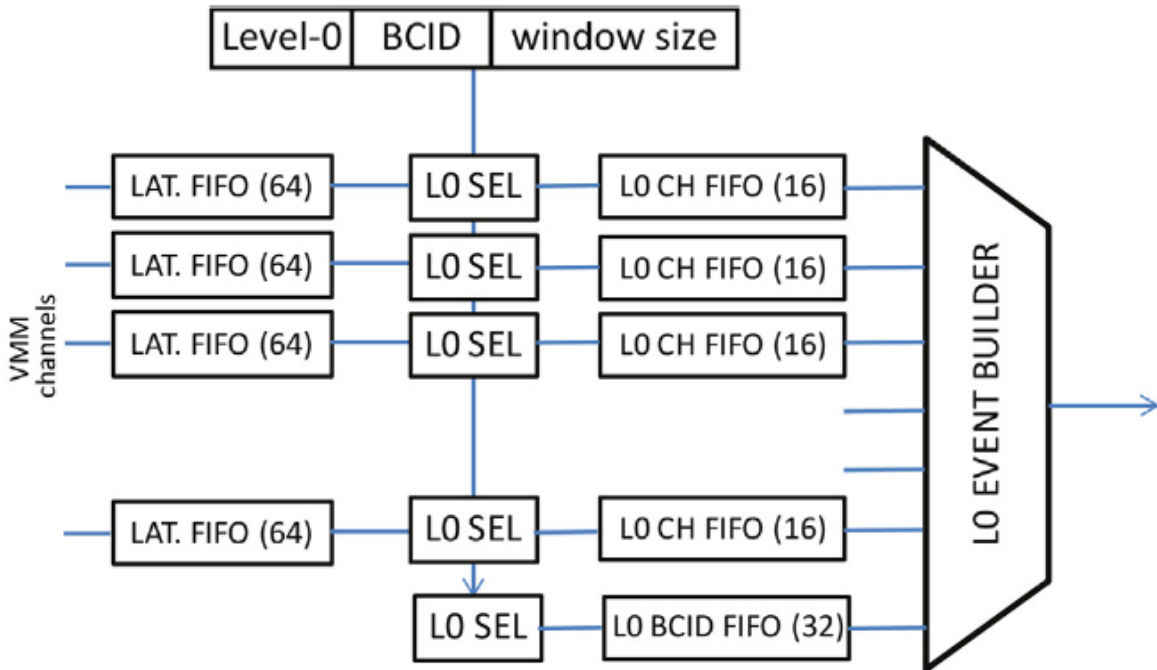 Level-0 BCID window size
LAT. FIFO (64) L0 SEL L0 CH FIFO (16)
LAT. FIFO (64) L0 SEL L0 CH FIFO (16)
LAT. FIFO (64) L0 SEL L0 CH FIFO (16)
VMM
channels
LAT. FIFO (64) L0 SEL L0 CH FIFO (16)
L0 SEL L0 BCID FIFO (32)
L0 EVENT BUILDER